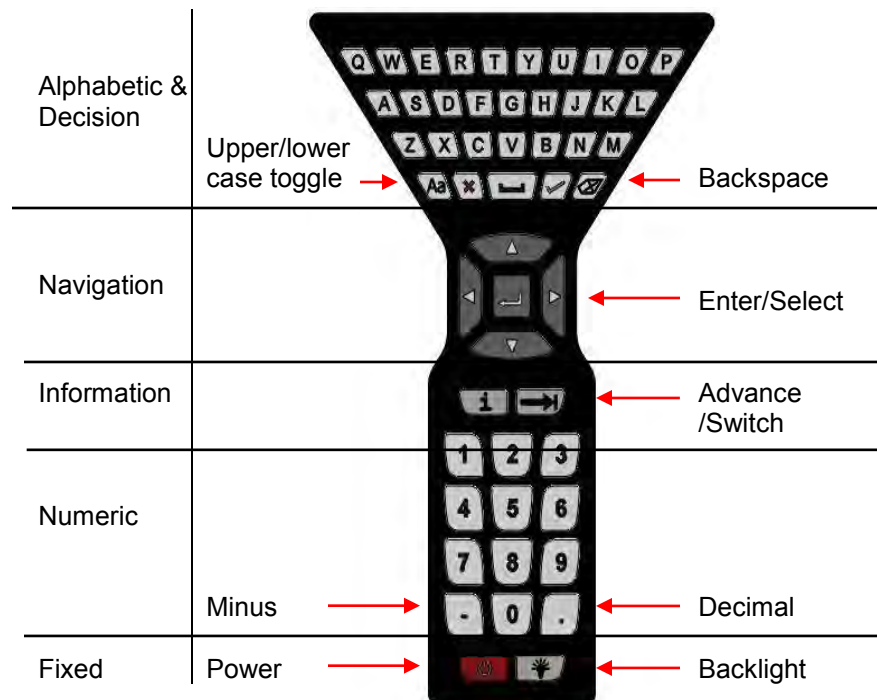 Q W E R T Y U I O P
Alphabetic &
Decision
A S D F G H J K L
Z X C V B N M
Upper/lower
case toggle
Aa
Backspace
Navigation
Enter/Select
Information
i
Advance
/Switch
1 2 3
4 5 6
Numeric
7 8 9
Minus
- 0 .
Decimal
Fixed
Power
Backlight